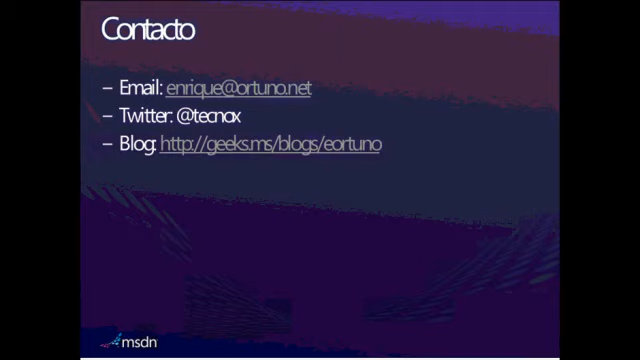 Contacto
– Email: enrique@ortuno.net
– Twitter: @tecnox
– Blog: http://geeks.ms/blogs/eortuno
msdn